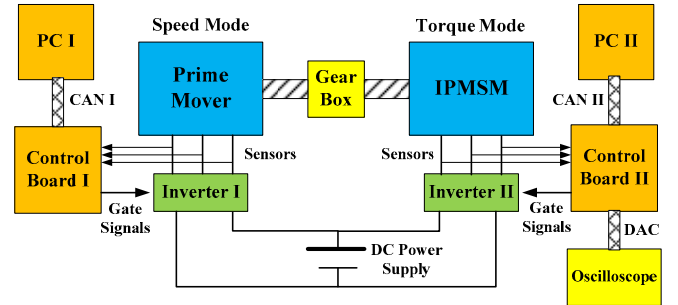 Speed Mode
Torque Mode
PC I
PC II
Prime
Mover
Gear
Box
IPMSM
CAN I
CAN II
Control
Board I
Sensors
Sensors
Control
Board II
Inverter I
Inverter II
Gate
Signals
Gate
Signals
DC Power
Supply
DAC
Oscilloscope